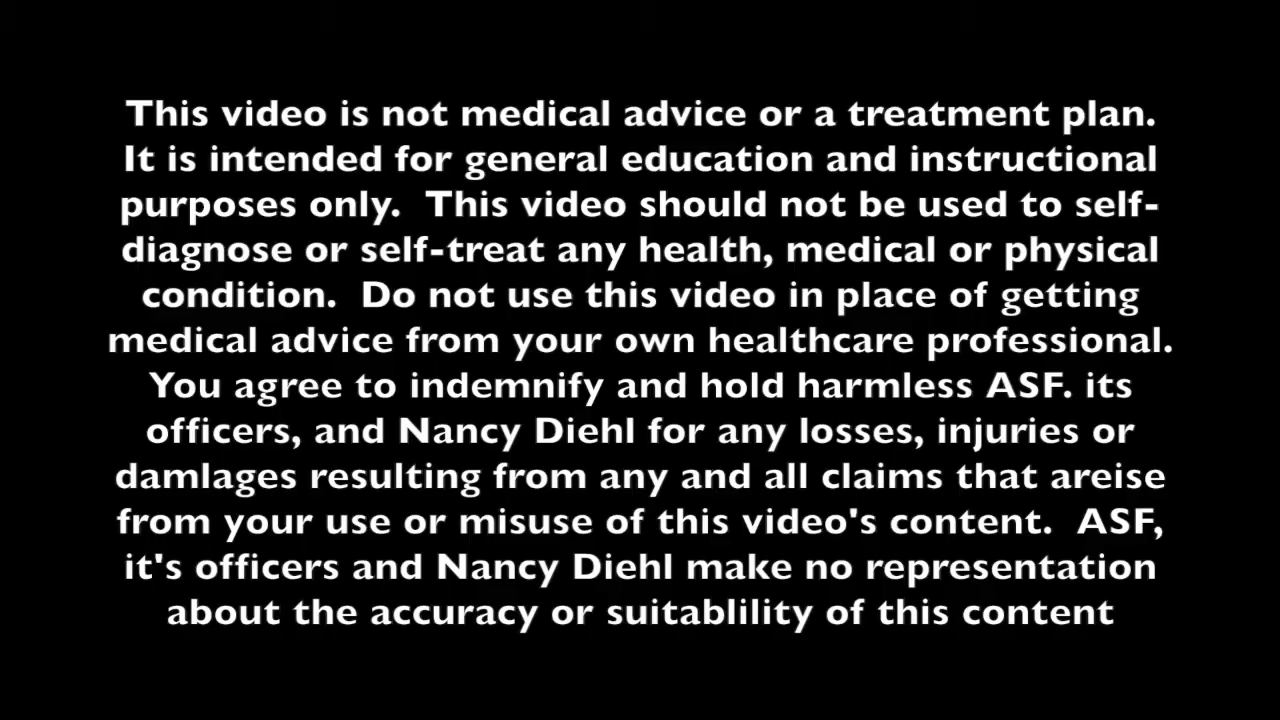 This video is not medical advice or a treatment plan.
It is intended for general education and instructional
purposes only.  This video should not be used to self-
diagnose or self-treat any health, medical or physical
condition.  Do not use this video in place of getting
medical advice from your own healthcare professional.
You agree to indemnify and hold harmless ASF. its
officers, and Nancy Diehl for any losses, injuries or
damlages resulting from any and all claims that areise
from your use or misuse of this video's content.  ASF,
it's officers and Nancy Diehl make no representation
about the accuracy or suitablility of this content